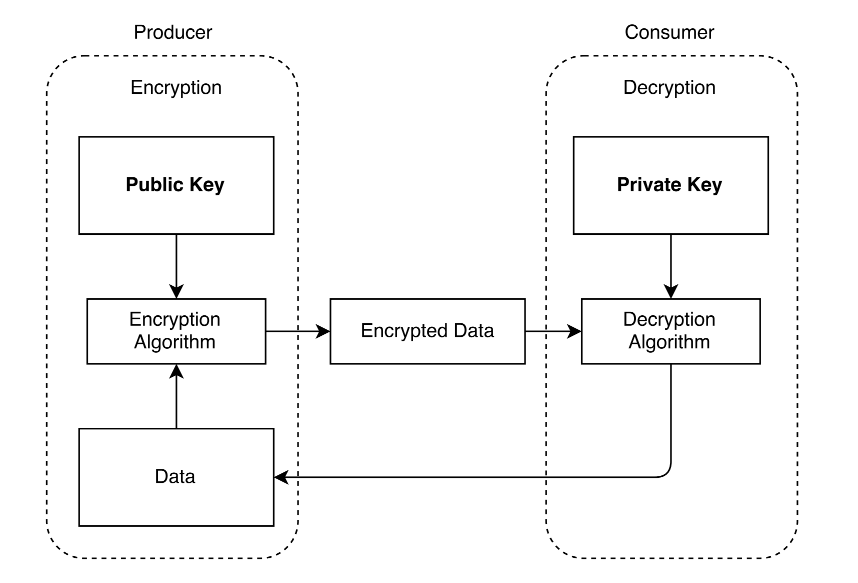 Producer
Consumer
Encryption
Decryption
Public Key
Private Key
Encryption
Algorithm
Encrypted Data
Decryption
Algorithm
Data